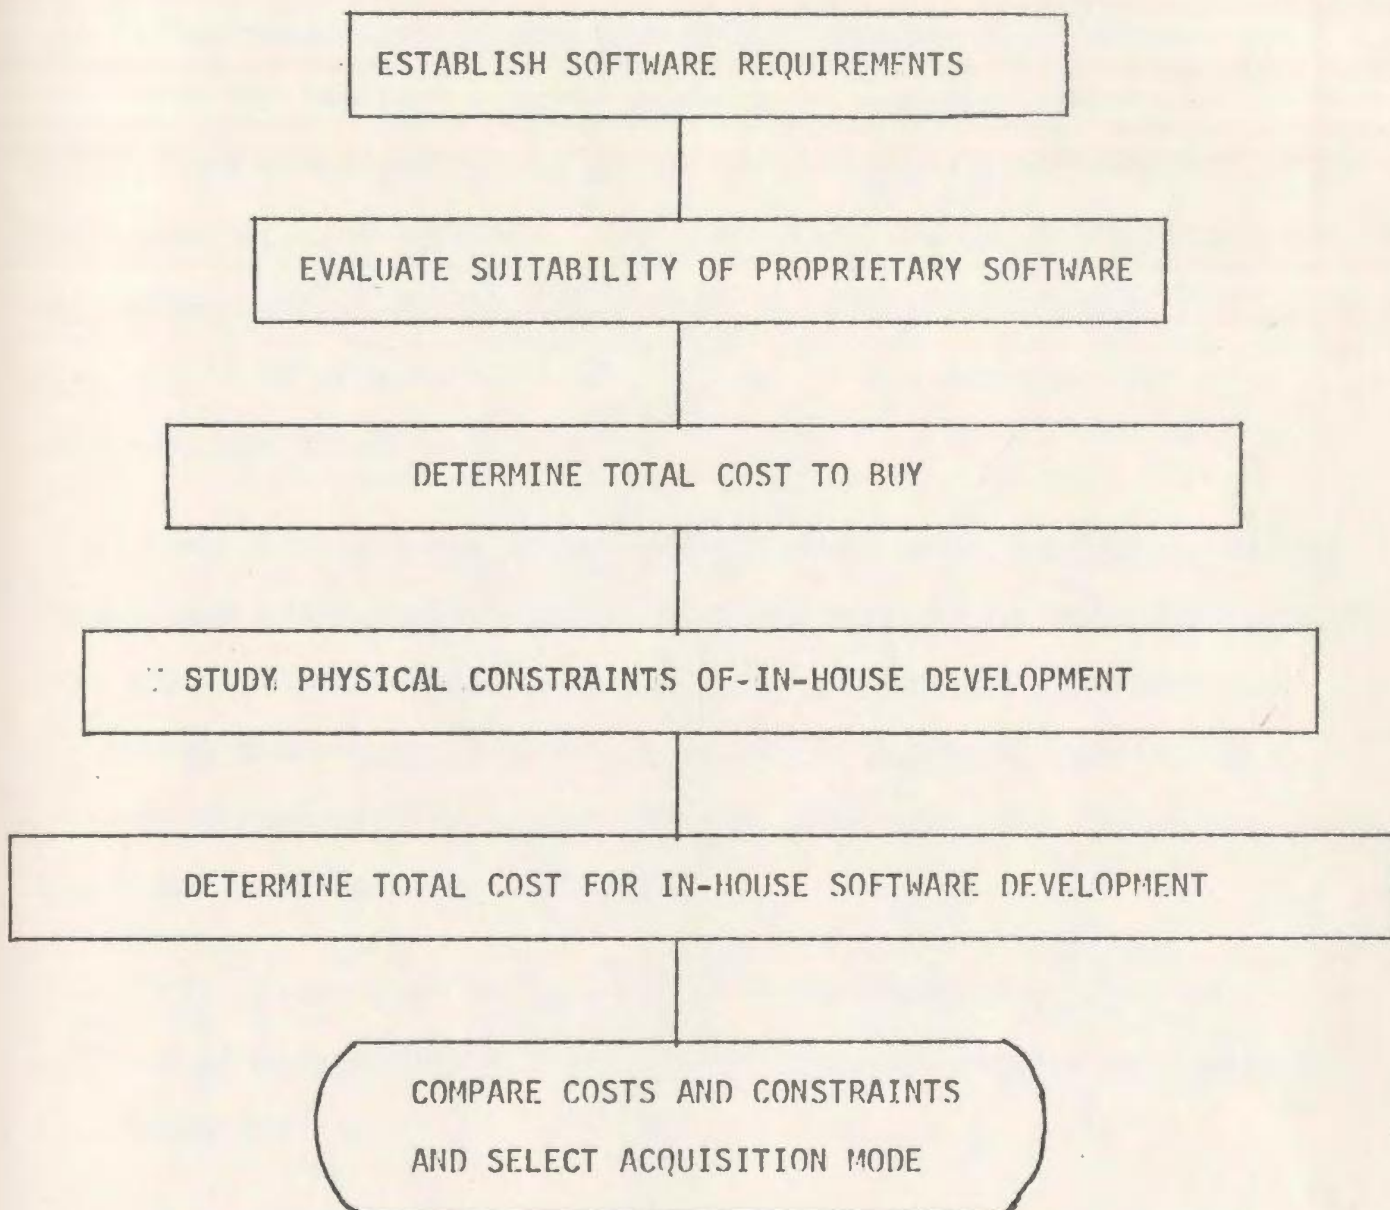 ESTABLISH SOFTWARE REQUIREMENTS
EVALUATE SUITABILITY OF PROPRIETARY SOFTWARE
DETERMINE TOTAL COST TO BUY
STUDY PHYSICAL CONSTRAINTS OF-IN-HOUSE DEVELOPMENT
DETERMINE TOTAL COST FOR IN-HOUSE SOFTWARE DEVELOPMENT
COMPARE COSTS AND CONSTRAINTS
AND SELECT ACQUISITION MODE